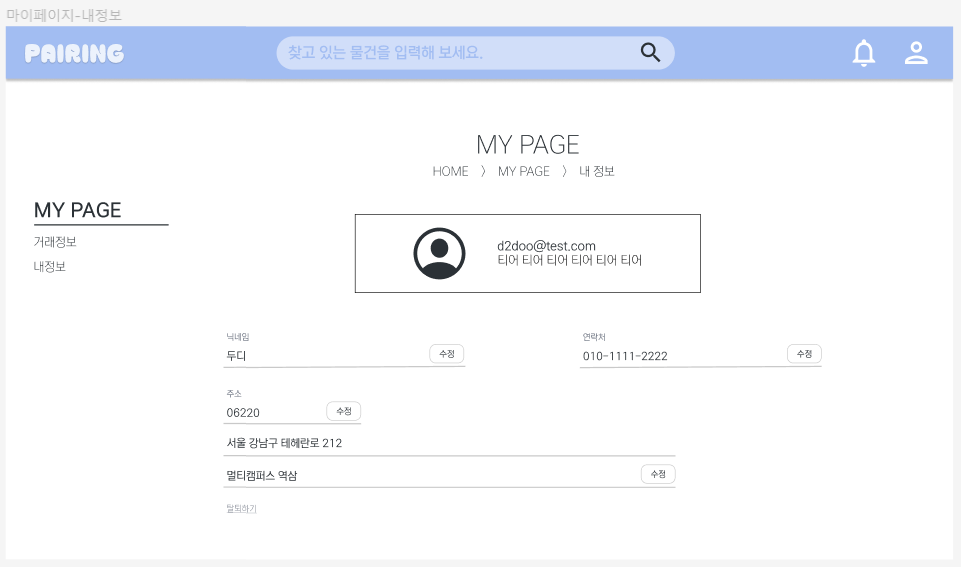 마이페이지-내정보
PAIRING
찾고 있는 물건을 입력해 보세요.
MY PAGE
HOME 〉 MY PAGE 〉 내 정보
MY PAGE
거래정보
내정보
d2doo@test.com
티어 티어 티어 티어 티어 티어
닉네임
두디 수정
연락처
010-1111-2222 수정
주소
06220 수정
서울 강남구 테헤란로 212
멀티캠퍼스 역삼 수정
탈퇴하기